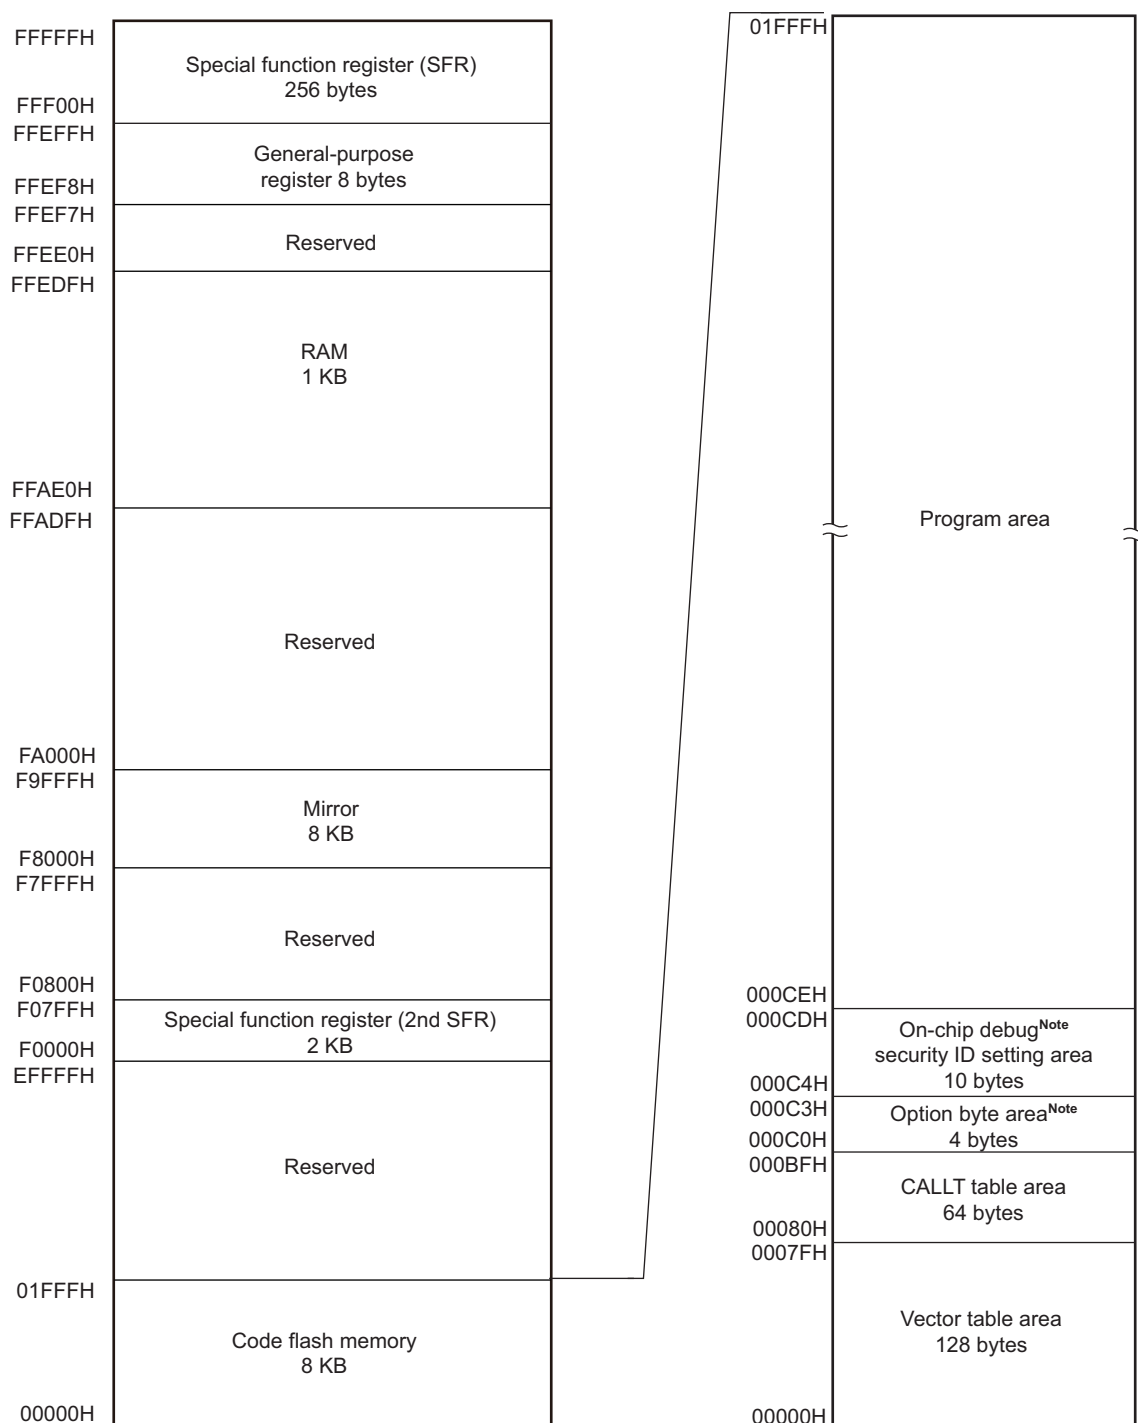 FFFFFH
Special function register (SFR)
256 bytes
FFF00H
FFEFFH
General-purpose
register 8 bytes
FFEF8H
FFEF7H
Reserved
FFEE0H
FFEDFH
RAM
1 KB
FFAE0H
FFADFH
Reserved
FA000H
F9FFFH
Mirror
8 KB
F8000H
F7FFFH
Reserved
F0800H
F07FFH
Special function register (2nd SFR)
2 KB
F0000H
EFFFFH
Reserved
01FFFH
Code flash memory
8 KB
00000H
01FFFH
Program area
000CEH
000CDH
On-chip debugNote
security ID setting area
10 bytes
000C4H
000C3H
Option byte areaNote
4 bytes
000C0H
000BFH
CALLT table area
64 bytes
00080H
0007FH
Vector table area
128 bytes
00000H